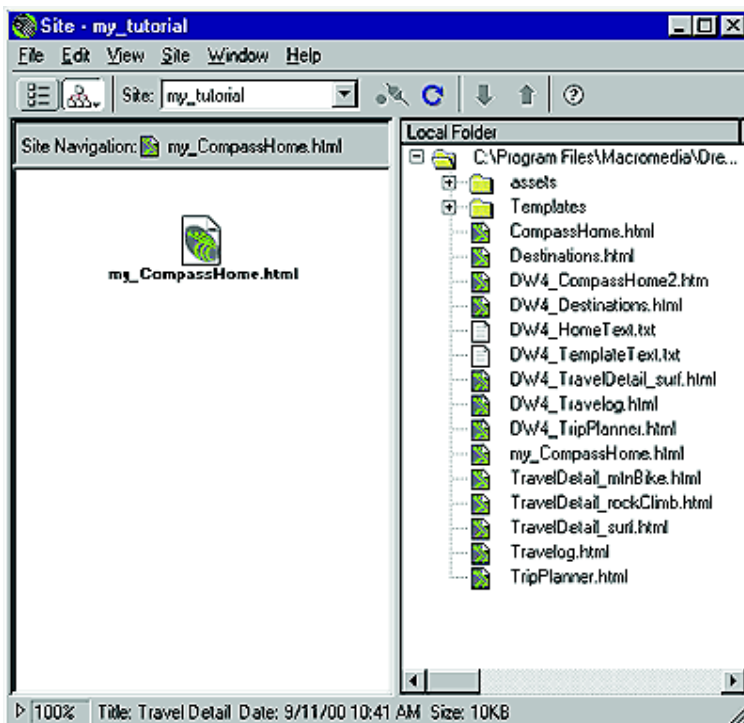 Site - my_tutorial
File Edit View Site Window Help
Site: my_tutorial
Site Navigation: my_CompassHome.html
my_CompassHome.html
Local Folder
C:\Program Files\Macromedia\Dre...
assets
Templates
CompassHome.html
Destinations.html
DW4_CompassHome2.htm
DW4_Destinations.html
DW4_HomeText.txt
DW4_TemplateText.txt
DW4_TravelDetail_surf.html
DW4_Travelog.html
DW4_TripPlanner.html
my_CompassHome.html
TravelDetail_mtnBike.html
TravelDetail_rockClimb.html
TravelDetail_surf.html
Travelog.html
TripPlanner.html
100% Title: Travel Detail Date: 9/11/00 10:41 AM Size: 10KB